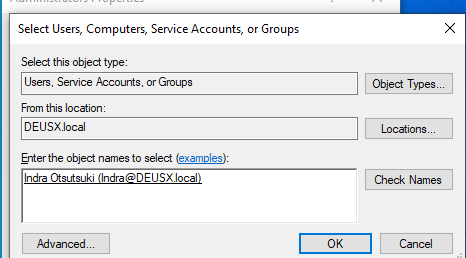 Administrators Properties
Select Users, Computers, Service Accounts, or Groups
Select this object type:
Users, Service Accounts, or Groups
Object Types...
From this location:
DEUSX.local
Locations...
Enter the object names to select (examples):
Indra Otsutsuki (Indra@DEUSX.local)
Check Names
Advanced...
OK
Cancel